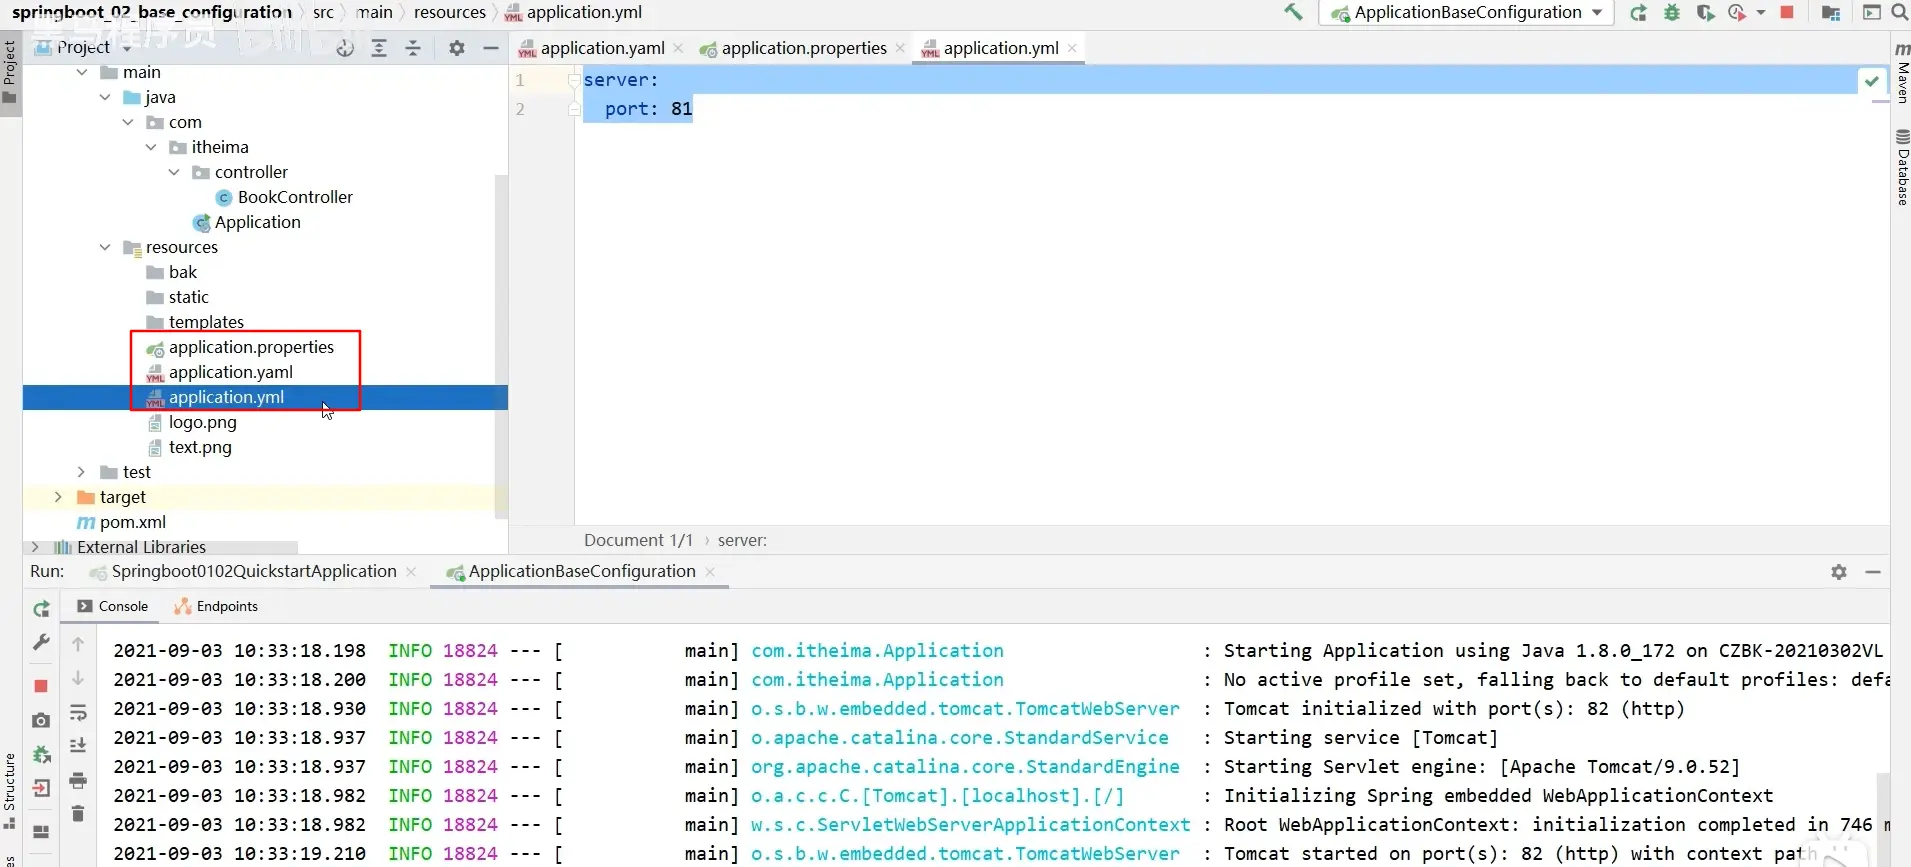 springboot_02_base_configuration > src > main > resources > application.yml
ApplicationBaseConfiguration
黑马程序员 bilibili
Project
application.yaml × application.properties × application.yml ×
Project
Maven
Database
main
java
com
itheima
controller
BookController
Application
resources
bak
static
templates
application.properties
application.yaml
application.yml
logo.png
text.png
test
target
pom.xml
External Libraries
1 server:
2 port: 81
Document 1/1 › server:
Run: Springboot0102QuickstartApplication × ApplicationBaseConfiguration ×
Console Endpoints
Structure
2021-09-03 10:33:18.198 INFO 18824 --- [ main] com.itheima.Application : Starting Application using Java 1.8.0_172 on CZBK-20210302VL
2021-09-03 10:33:18.200 INFO 18824 --- [ main] com.itheima.Application : No active profile set, falling back to default profiles: defa
2021-09-03 10:33:18.930 INFO 18824 --- [ main] o.s.b.w.embedded.tomcat.TomcatWebServer : Tomcat initialized with port(s): 82 (http)
2021-09-03 10:33:18.937 INFO 18824 --- [ main] o.apache.catalina.core.StandardService : Starting service [Tomcat]
2021-09-03 10:33:18.937 INFO 18824 --- [ main] org.apache.catalina.core.StandardEngine : Starting Servlet engine: [Apache Tomcat/9.0.52]
2021-09-03 10:33:18.982 INFO 18824 --- [ main] o.a.c.c.C.[Tomcat].[localhost].[/] : Initializing Spring embedded WebApplicationContext
2021-09-03 10:33:18.982 INFO 18824 --- [ main] w.s.c.ServletWebServerApplicationContext : Root WebApplicationContext: initialization completed in 746 m
2021-09-03 10:33:19.210 INFO 18824 --- [ main] o.s.b.w.embedded.tomcat.TomcatWebServer : Tomcat started on port(s): 82 (http) with context path